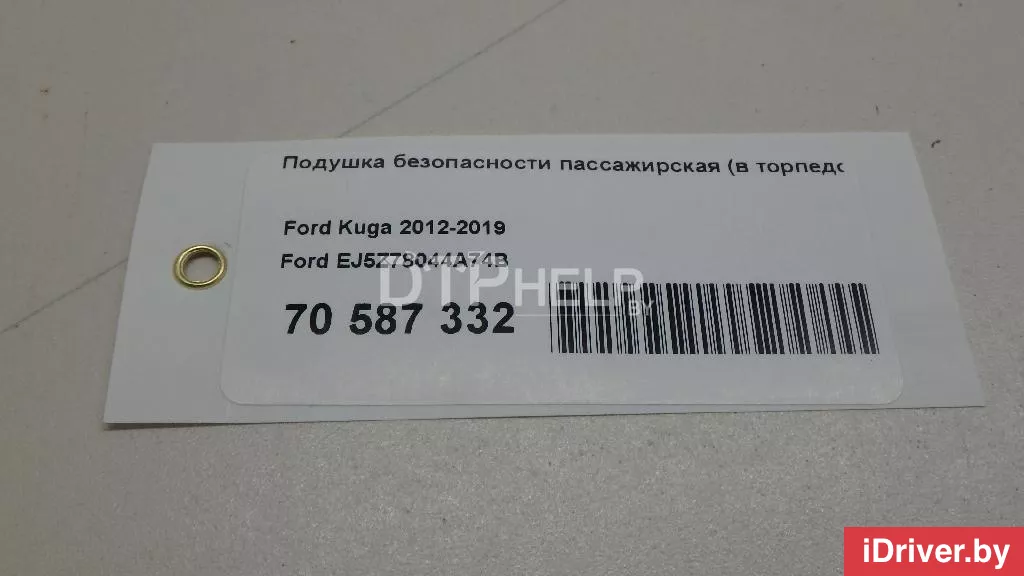 Подушка безопасности пассажирская (в торпедо
Ford Kuga 2012-2019
Ford EJ5Z78044A74B
DTPHELP.BY
70 587 332
iDriver.by